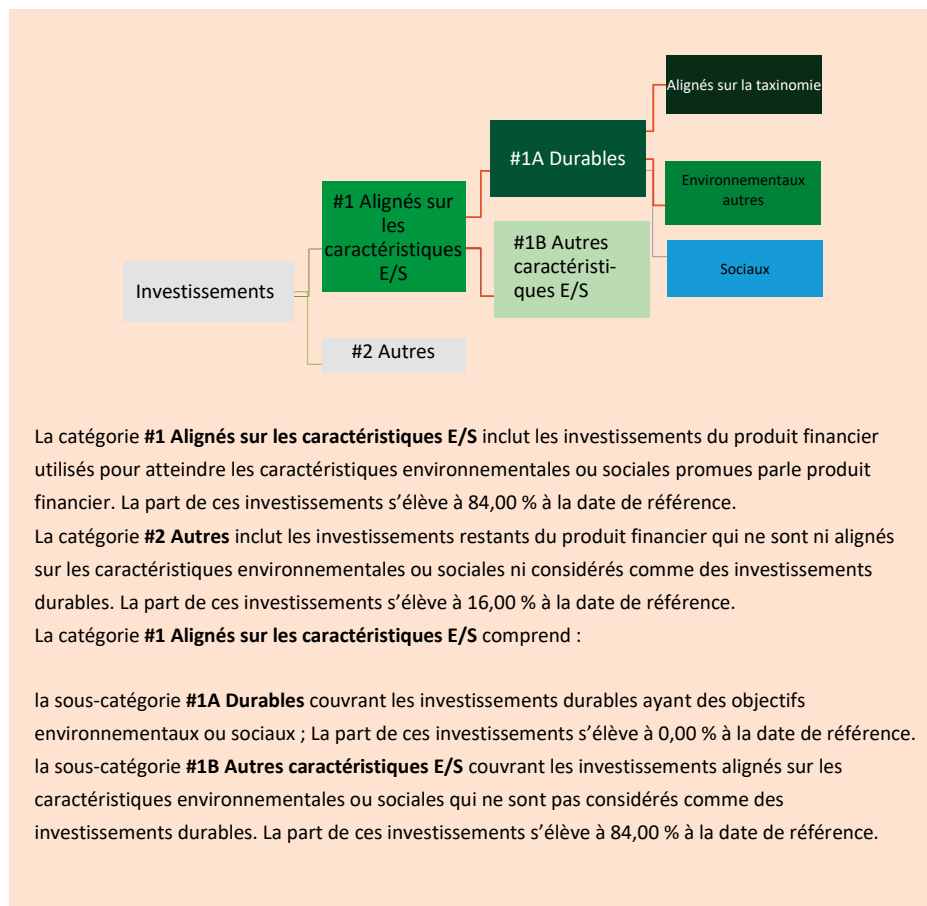 Alignés sur la taxinomie
#1A Durables
Environnementaux
autres
#1 Alignés sur
les
caractéristiques
E/S
#1B Autres
caractéristi-
ques E/S
Sociaux
Investissements
#2 Autres
La catégorie #1 Alignés sur les caractéristiques E/S inclut les investissements du produit financier
utilisés pour atteindre les caractéristiques environnementales ou sociales promues parle produit
financier. La part de ces investissements s’élève à 84,00 % à la date de référence.
La catégorie #2 Autres inclut les investissements restants du produit financier qui ne sont ni alignés
sur les caractéristiques environnementales ou sociales ni considérés comme des investissements
durables. La part de ces investissements s’élève à 16,00 % à la date de référence.
La catégorie #1 Alignés sur les caractéristiques E/S comprend :
la sous-catégorie #1A Durables couvrant les investissements durables ayant des objectifs
environnementaux ou sociaux ; La part de ces investissements s’élève à 0,00 % à la date de référence.
la sous-catégorie #1B Autres caractéristiques E/S couvrant les investissements alignés sur les
caractéristiques environnementales ou sociales qui ne sont pas considérés comme des
investissements durables. La part de ces investissements s’élève à 84,00 % à la date de référence.